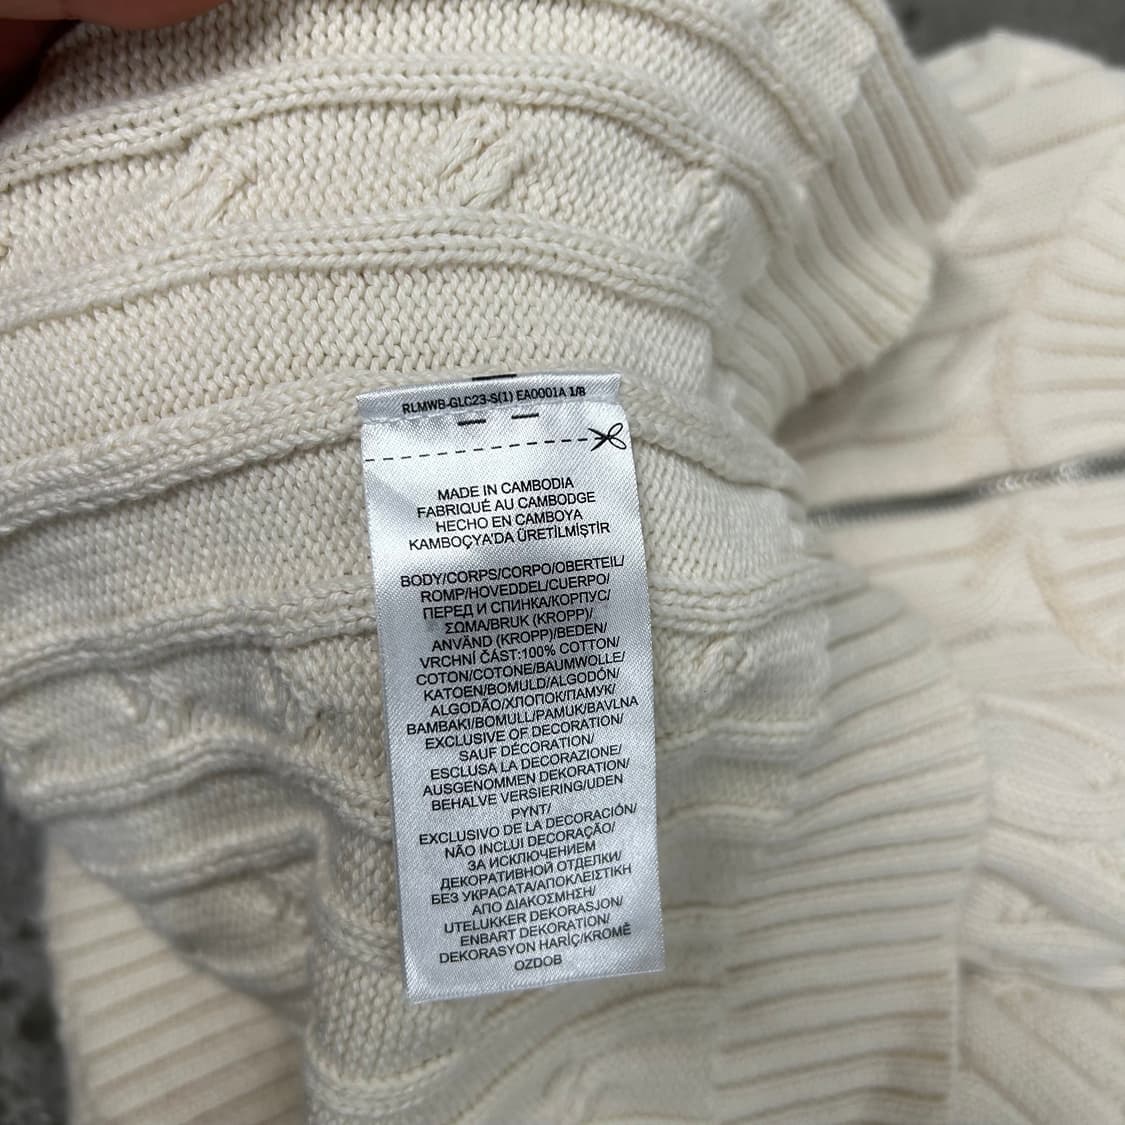 RLMWB-GLC23-S(1) EA0001A 1/8
MADE IN CAMBODIA
FABRIQUÉ AU CAMBODGE
HECHO EN CAMBOYA
KAMBOÇYA'DA ÜRETİLMİŞTİR
BODY/CORPS/CORPO/OBERTEIL/
ROMP/HOVEDDEL/CUERPO/
ПЕРЕД И СПИНКА/КОРПУС/
ΣΩΜΑ/BRUK (KROPP)/
ANVÄND (KROPP)/BEDEN/
VRCHNÍ ČÁST:100% COTTON/
COTON/COTONE/BAUMWOLLE/
KATOEN/BOMULD/ALGODÓN/
ALGODÃO/ХЛОПОК/ПАМУК/
ΒΑΜΒΑΚΙ/BOMULL/PAMUK/BAVLNA
EXCLUSIVE OF DECORATION/
SAUF DÉCORATION/
ESCLUSA LA DECORAZIONE/
AUSGENOMMEN DEKORATION/
BEHALVE VERSIERING/UDEN
PYNT/
EXCLUSIVO DE LA DECORACIÓN/
NÃO INCLUI DECORAÇÃO/
ЗА ИСКЛЮЧЕНИЕМ
ДЕКОРАТИВНОЙ ОТДЕЛКИ/
БЕЗ УКРАСАТА/ΑΠΟΚΛΕΙΣΤΙΚΗ
ΑΠΟ ΔΙΑΚΟΣΜΗΣΗ/
UTELUKKER DEKORASJON/
ENBART DEKORATION/
DEKORASYON HARİÇ/KROMĚ
OZDOB